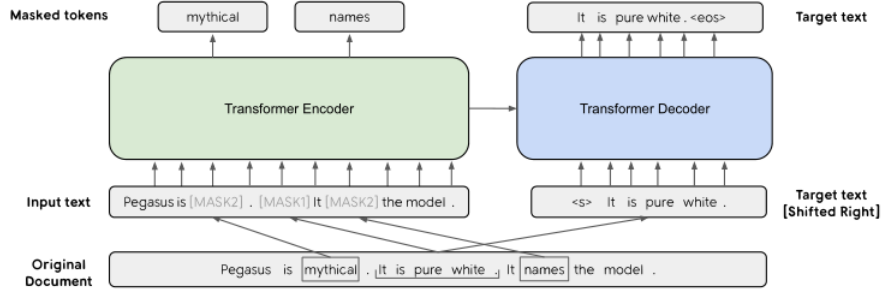 Masked tokens mythical names It is pure white . <eos> Target text
Transformer Encoder Transformer Decoder
Input text Pegasus is [MASK2] . [MASK1] It [MASK2] the model . <s> It is pure white . Target text
[Shifted Right]
Original
Document Pegasus is mythical . It is pure white . It names the model .